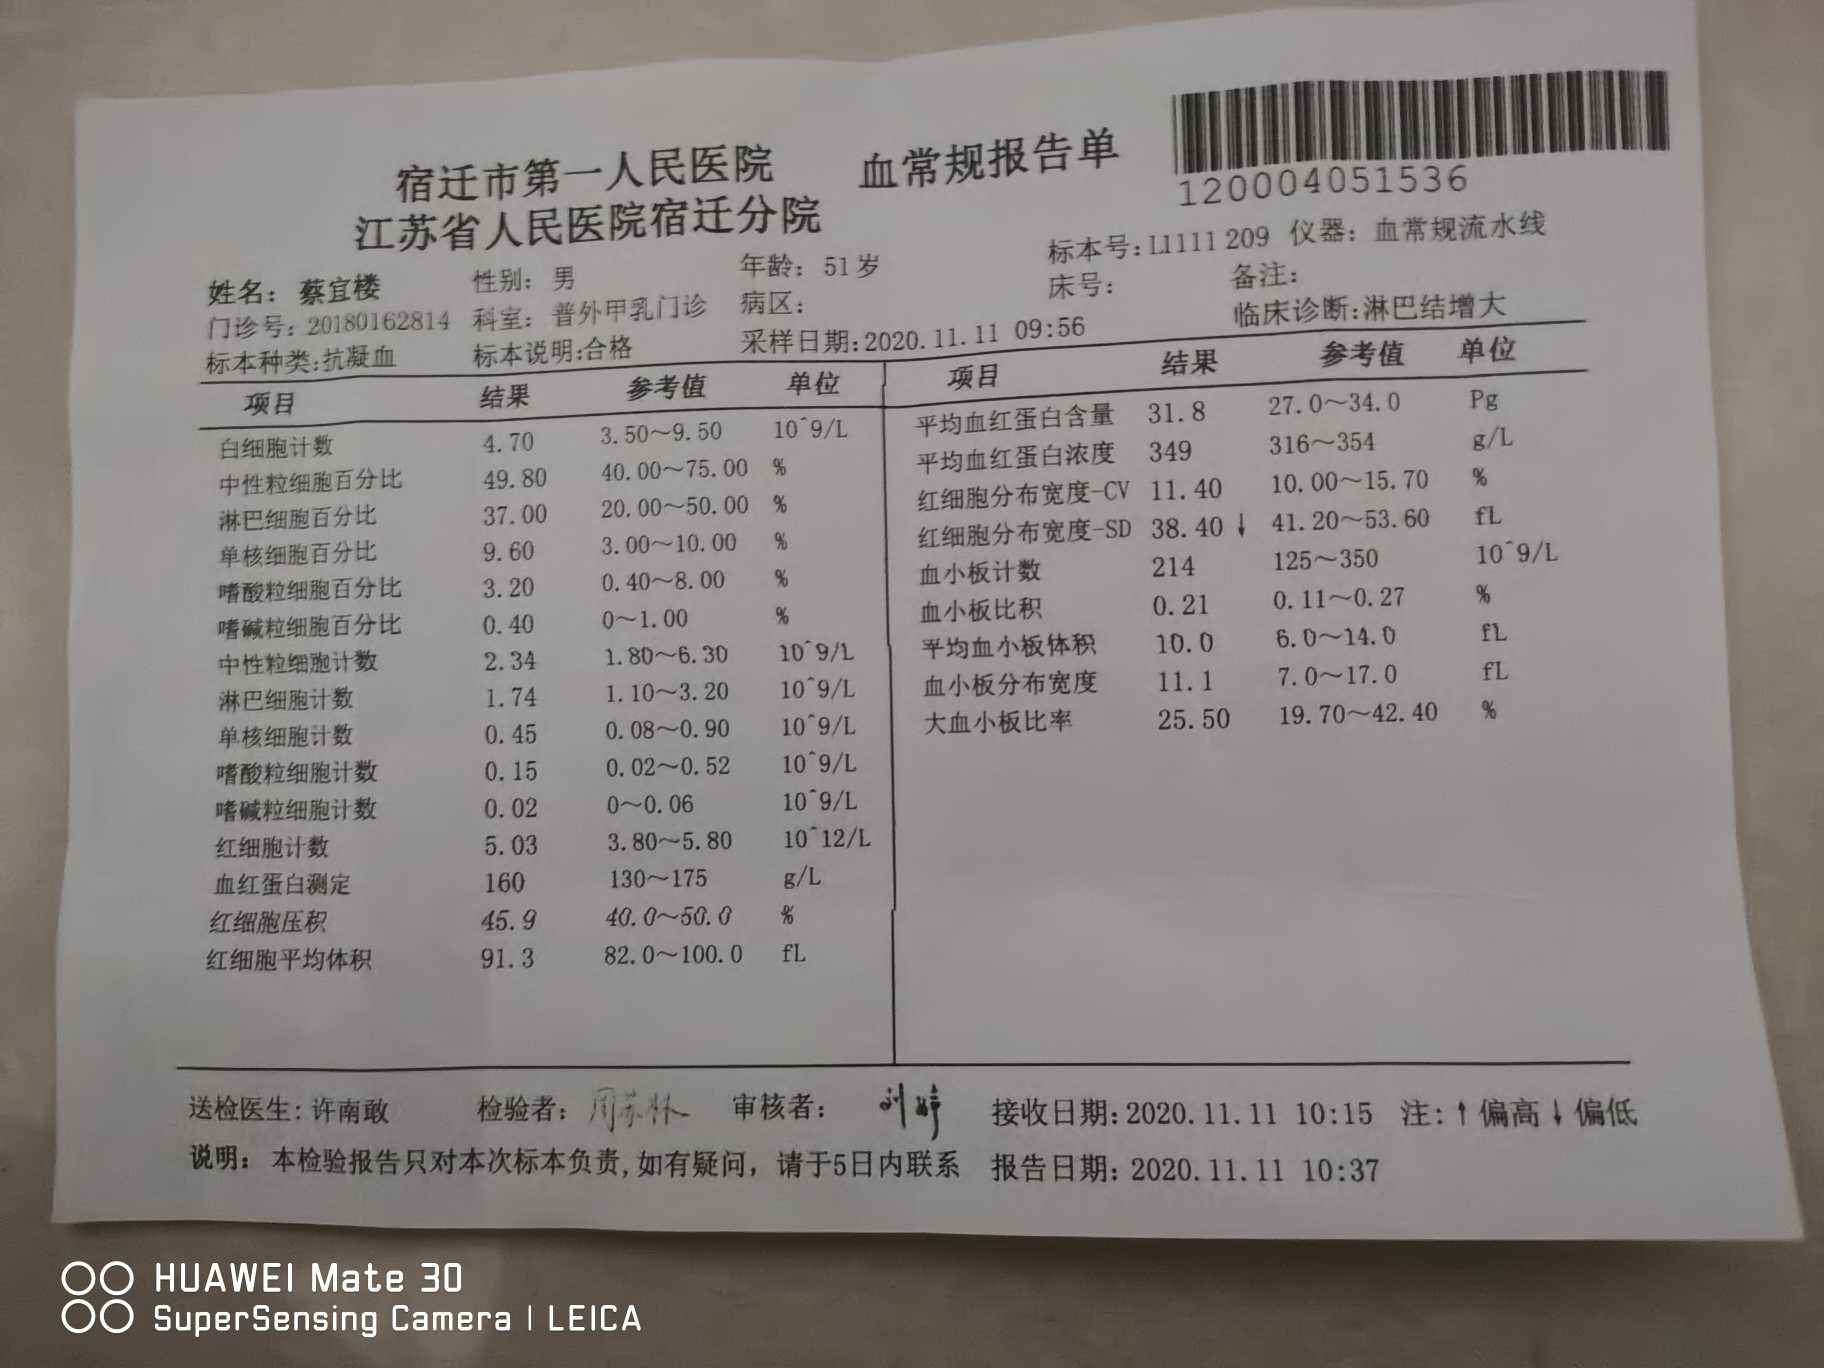 宿迁市第一人民医院 血常规报告单
江苏省人民医院宿迁分院
120004051536
姓名: 蔡宜楼 性别: 男 年龄: 51岁 标本号: L1111 209 仪器: 血常规流水线
门诊号: 20180162814 科室: 普外甲乳门诊 病区: 床号: 备注:
标本种类:抗凝血 标本说明:合格 采样日期:2020.11.11 09:56 临床诊断:淋巴结增大
项目 结果 参考值 单位 项目 结果 参考值 单位
白细胞计数 4.70 3.50~9.50 10^9/L 平均血红蛋白含量 31.8 27.0~34.0 Pg
中性粒细胞百分比 49.80 40.00~75.00 % 平均血红蛋白浓度 349 316~354 g/L
淋巴细胞百分比 37.00 20.00~50.00 % 红细胞分布宽度-CV 11.40 10.00~15.70 %
单核细胞百分比 9.60 3.00~10.00 % 红细胞分布宽度-SD 38.40 ↓ 41.20~53.60 fL
嗜酸粒细胞百分比 3.20 0.40~8.00 % 血小板计数 214 125~350 10^9/L
嗜碱粒细胞百分比 0.40 0~1.00 % 血小板比积 0.21 0.11~0.27 %
中性粒细胞计数 2.34 1.80~6.30 10^9/L 平均血小板体积 10.0 6.0~14.0 fL
淋巴细胞计数 1.74 1.10~3.20 10^9/L 血小板分布宽度 11.1 7.0~17.0 fL
单核细胞计数 0.45 0.08~0.90 10^9/L 大血小板比率 25.50 19.70~42.40 %
嗜酸粒细胞计数 0.15 0.02~0.52 10^9/L
嗜碱粒细胞计数 0.02 0~0.06 10^9/L
红细胞计数 5.03 3.80~5.80 10^12/L
血红蛋白测定 160 130~175 g/L
红细胞压积 45.9 40.0~50.0 %
红细胞平均体积 91.3 82.0~100.0 fL
送检医生: 许南敢 检验者: 周苏林 审核者: 接收日期: 2020.11.11 10:15 注: ↑偏高↓偏低
说明: 本检验报告只对本次标本负责,如有疑问, 请于5日内联系 报告日期: 2020.11.11 10:37
HUAWEI Mate 30
SuperSensing Camera | LEICA